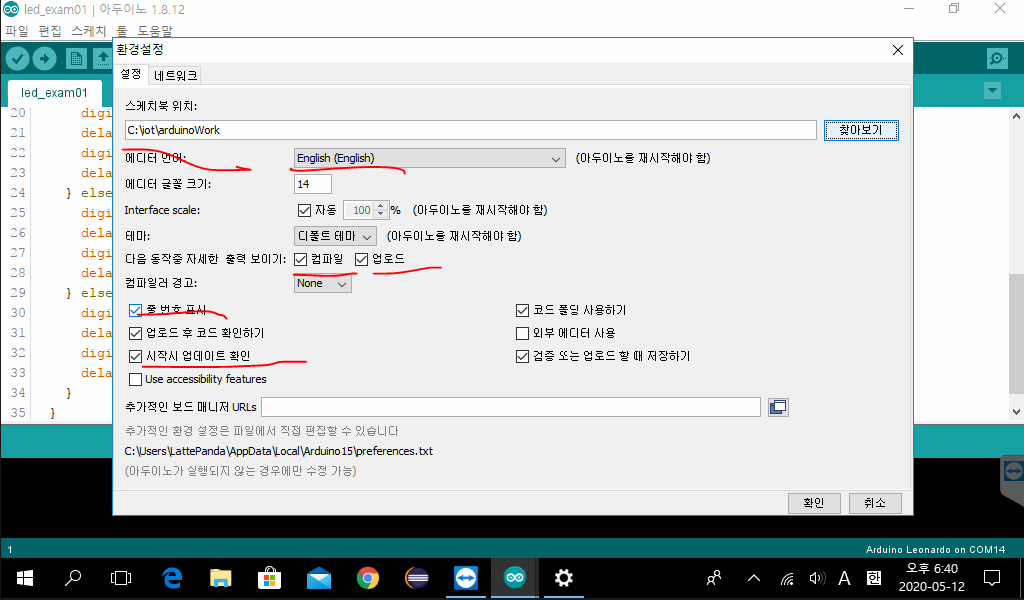 led_exam01 | 아두이노 1.8.12
파일 편집 스케치 툴 도움말
환경설정
설정 네트워크
led_exam01
스케치북 위치:
C:\jot\arduinoWork
찾아보기
에디터 언어: English (English) (아두이노를 재시작해야 함)
에디터 글꼴 크기: 14
Interface scale: 자동 100 % (아두이노를 재시작해야 함)
테마: 디폴트 테마 (아두이노를 재시작해야 함)
다음 동작중 자세한 출력 보이기: 컴파일 업로드
컴파일러 경고: None
줄 번호 표시 코드 폴딩 사용하기
업로드 후 코드 확인하기 외부 에디터 사용
시작시 업데이트 확인 검증 또는 업로드 할 때 저장하기
Use accessibility features
추가적인 보드 매니저 URLs
추가적인 환경 설정은 파일에서 직접 편집할 수 있습니다
C:\Users\LattePanda\AppData\Local\Arduino15\preferences.txt
(아두이노가 실행되지 않는 경우에만 수정 가능)
확인 취소
20 digi
21 dela
22 digi
23 dela
24 } else
25 digi
26 dela
27 digi
28 dela
29 } else
30 digi
31 dela
32 digi
33 dela
34 }
35 }
1 Arduino Leonardo on COM14
A 한 오후 6:40
2020-05-12